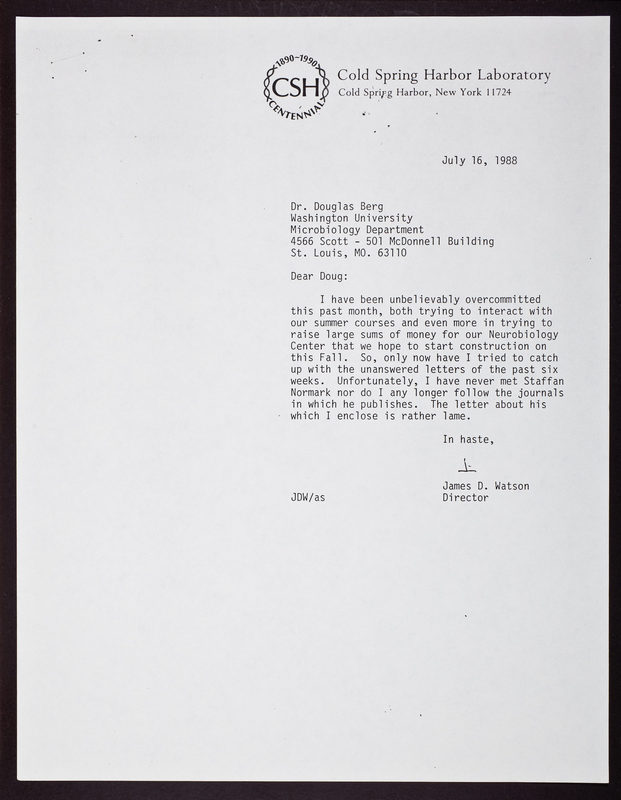 1890-1990
CSH
CENTENNIAL
Cold Spring Harbor Laboratory
Cold Spring Harbor, New York 11724
July 16, 1988
Dr. Douglas Berg
Washington University
Microbiology Department
4566 Scott - 501 McDonnell Building
St. Louis, MO. 63110
Dear Doug:
I have been unbelievably overcommitted
this past month, both trying to interact with
our summer courses and even more in trying to
raise large sums of money for our Neurobiology
Center that we hope to start construction on
this Fall. So, only now have I tried to catch
up with the unanswered letters of the past six
weeks. Unfortunately, I have never met Staffan
Normark nor do I any longer follow the journals
in which he publishes. The letter about his
which I enclose is rather lame.
In haste,
James D. Watson
JDW/as Director